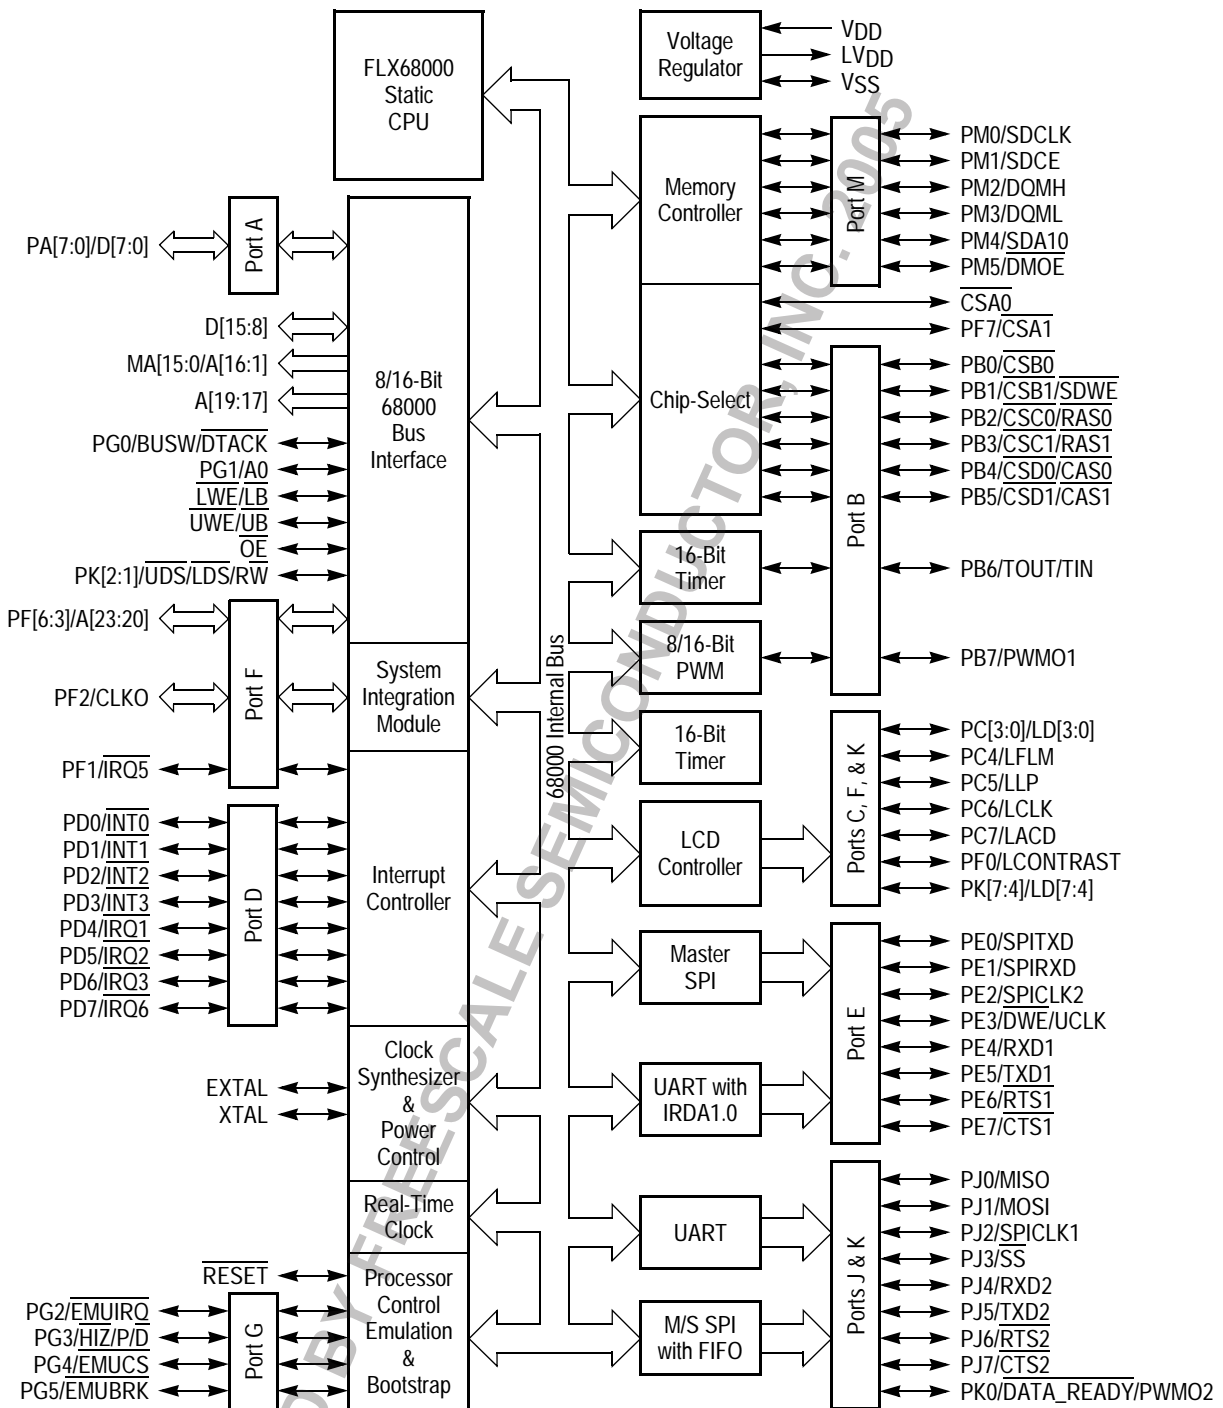 FLX68000
Static
CPU
Voltage
Regulator
VDD
LVDD
VSS
Memory
Controller
Port M
PM0/SDCLK
PM1/SDCE
PM2/DQMH
PM3/DQML
PM4/SDA10
PM5/DMOE
Chip-Select
CSA0
PF7/CSA1
Port B
PB0/CSB0
PB1/CSB1/SDWE
PB2/CSC0/RAS0
PB3/CSC1/RAS1
PB4/CSD0/CAS0
PB5/CSD1/CAS1
16-Bit
Timer
PB6/TOUT/TIN
8/16-Bit
PWM
PB7/PWMO1
16-Bit
Timer
LCD
Controller
Ports C, F, & K
PC[3:0]/LD[3:0]
PC4/LFLM
PC5/LLP
PC6/LCLK
PC7/LACD
PF0/LCONTRAST
PK[7:4]/LD[7:4]
Master
SPI
UART with
IRDA1.0
Port E
PE0/SPITXD
PE1/SPIRXD
PE2/SPICLK2
PE3/DWE/UCLK
PE4/RXD1
PE5/TXD1
PE6/RTS1
PE7/CTS1
UART
M/S SPI
with FIFO
Ports J & K
PJ0/MISO
PJ1/MOSI
PJ2/SPICLK1
PJ3/SS
PJ4/RXD2
PJ5/TXD2
PJ6/RTS2
PJ7/CTS2
PK0/DATA_READY/PWMO2
68000 Internal Bus
PA[7:0]/D[7:0]
Port A
D[15:8]
MA[15:0/A[16:1]
A[19:17]
PG0/BUSW/DTACK
PG1/A0
LWE/LB
UWE/UB
OE
PK[2:1]/UDS/LDS/RW
8/16-Bit
68000
Bus
Interface
PF[6:3]/A[23:20]
PF2/CLKO
PF1/IRQ5
Port F
System
Integration
Module
PD0/INT0
PD1/INT1
PD2/INT2
PD3/INT3
PD4/IRQ1
PD5/IRQ2
PD6/IRQ3
PD7/IRQ6
Port D
Interrupt
Controller
EXTAL
XTAL
Clock
Synthesizer
&
Power
Control
Real-Time
Clock
RESET
PG2/EMUIRQ
PG3/HIZ/P/D
PG4/EMUCS
PG5/EMUBRK
Port G
Processor
Control
Emulation
&
Bootstrap
D BY FREESCALE SEMICONDUCTOR, INC. 2005